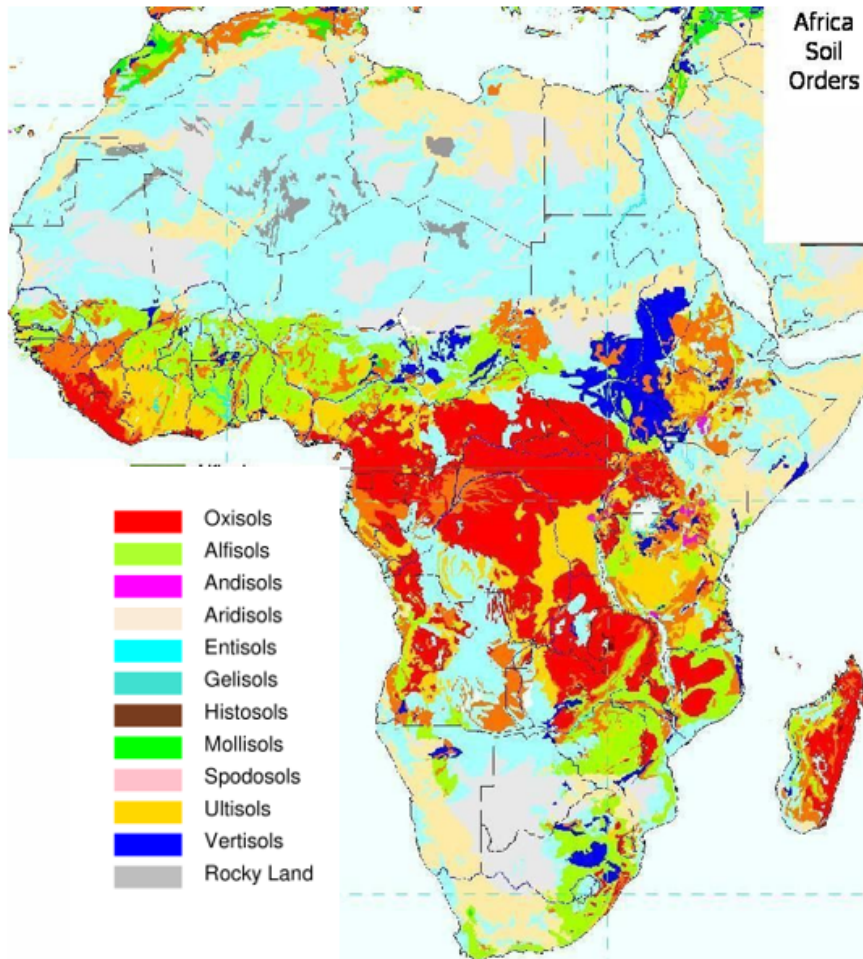 Africa
Soil
Orders
Oxisols
Alfisols
Andisols
Aridisols
Entisols
Gelisols
Histosols
Mollisols
Spodosols
Ultisols
Vertisols
Rocky Land